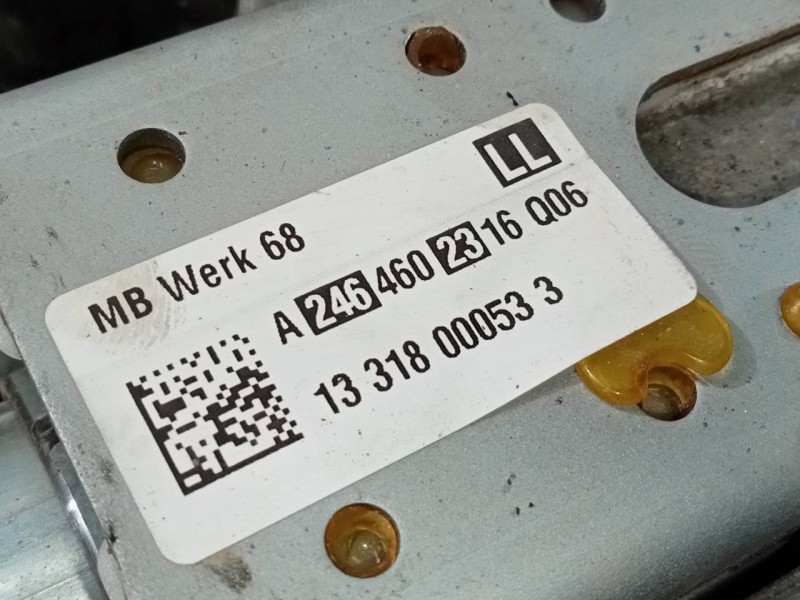 LL
MB Werk 68
A 246 460 23 16 Q06
13 318 00053 3